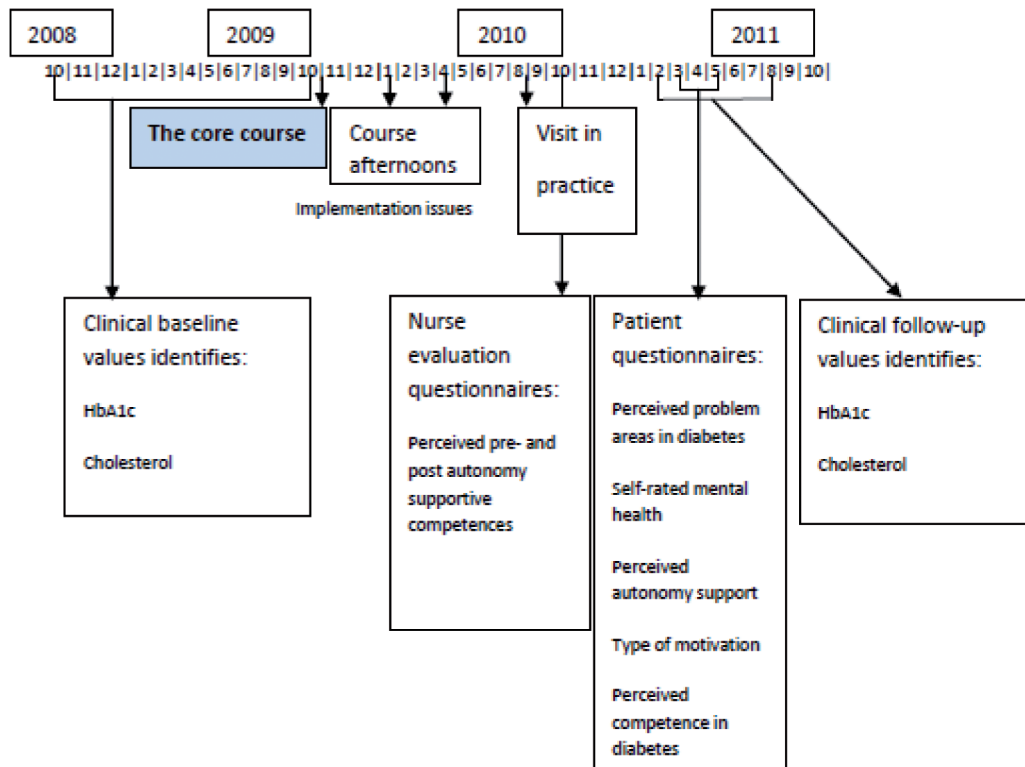 2008
2009
2010
2011
10|11|12|1|2|3|4|5|6|7|8|9|10|11|12|1|2|3|4|5|6|7|8|9|10|11|12|1|2|3|4|5|6|7|8|9|10|
The core course
Course
afternoons
Implementation issues
Visit in
practice
Clinical baseline
values identifies:
HbA1c
Cholesterol
Nurse
evaluation
questionnaires:
Perceived pre- and
post autonomy
supportive
competences
Patient
questionnaires:
Perceived problem
areas in diabetes
Self-rated mental
health
Perceived
autonomy support
Type of motivation
Perceived
competence in
diabetes
Clinical follow-up
values identifies:
HbA1c
Cholesterol